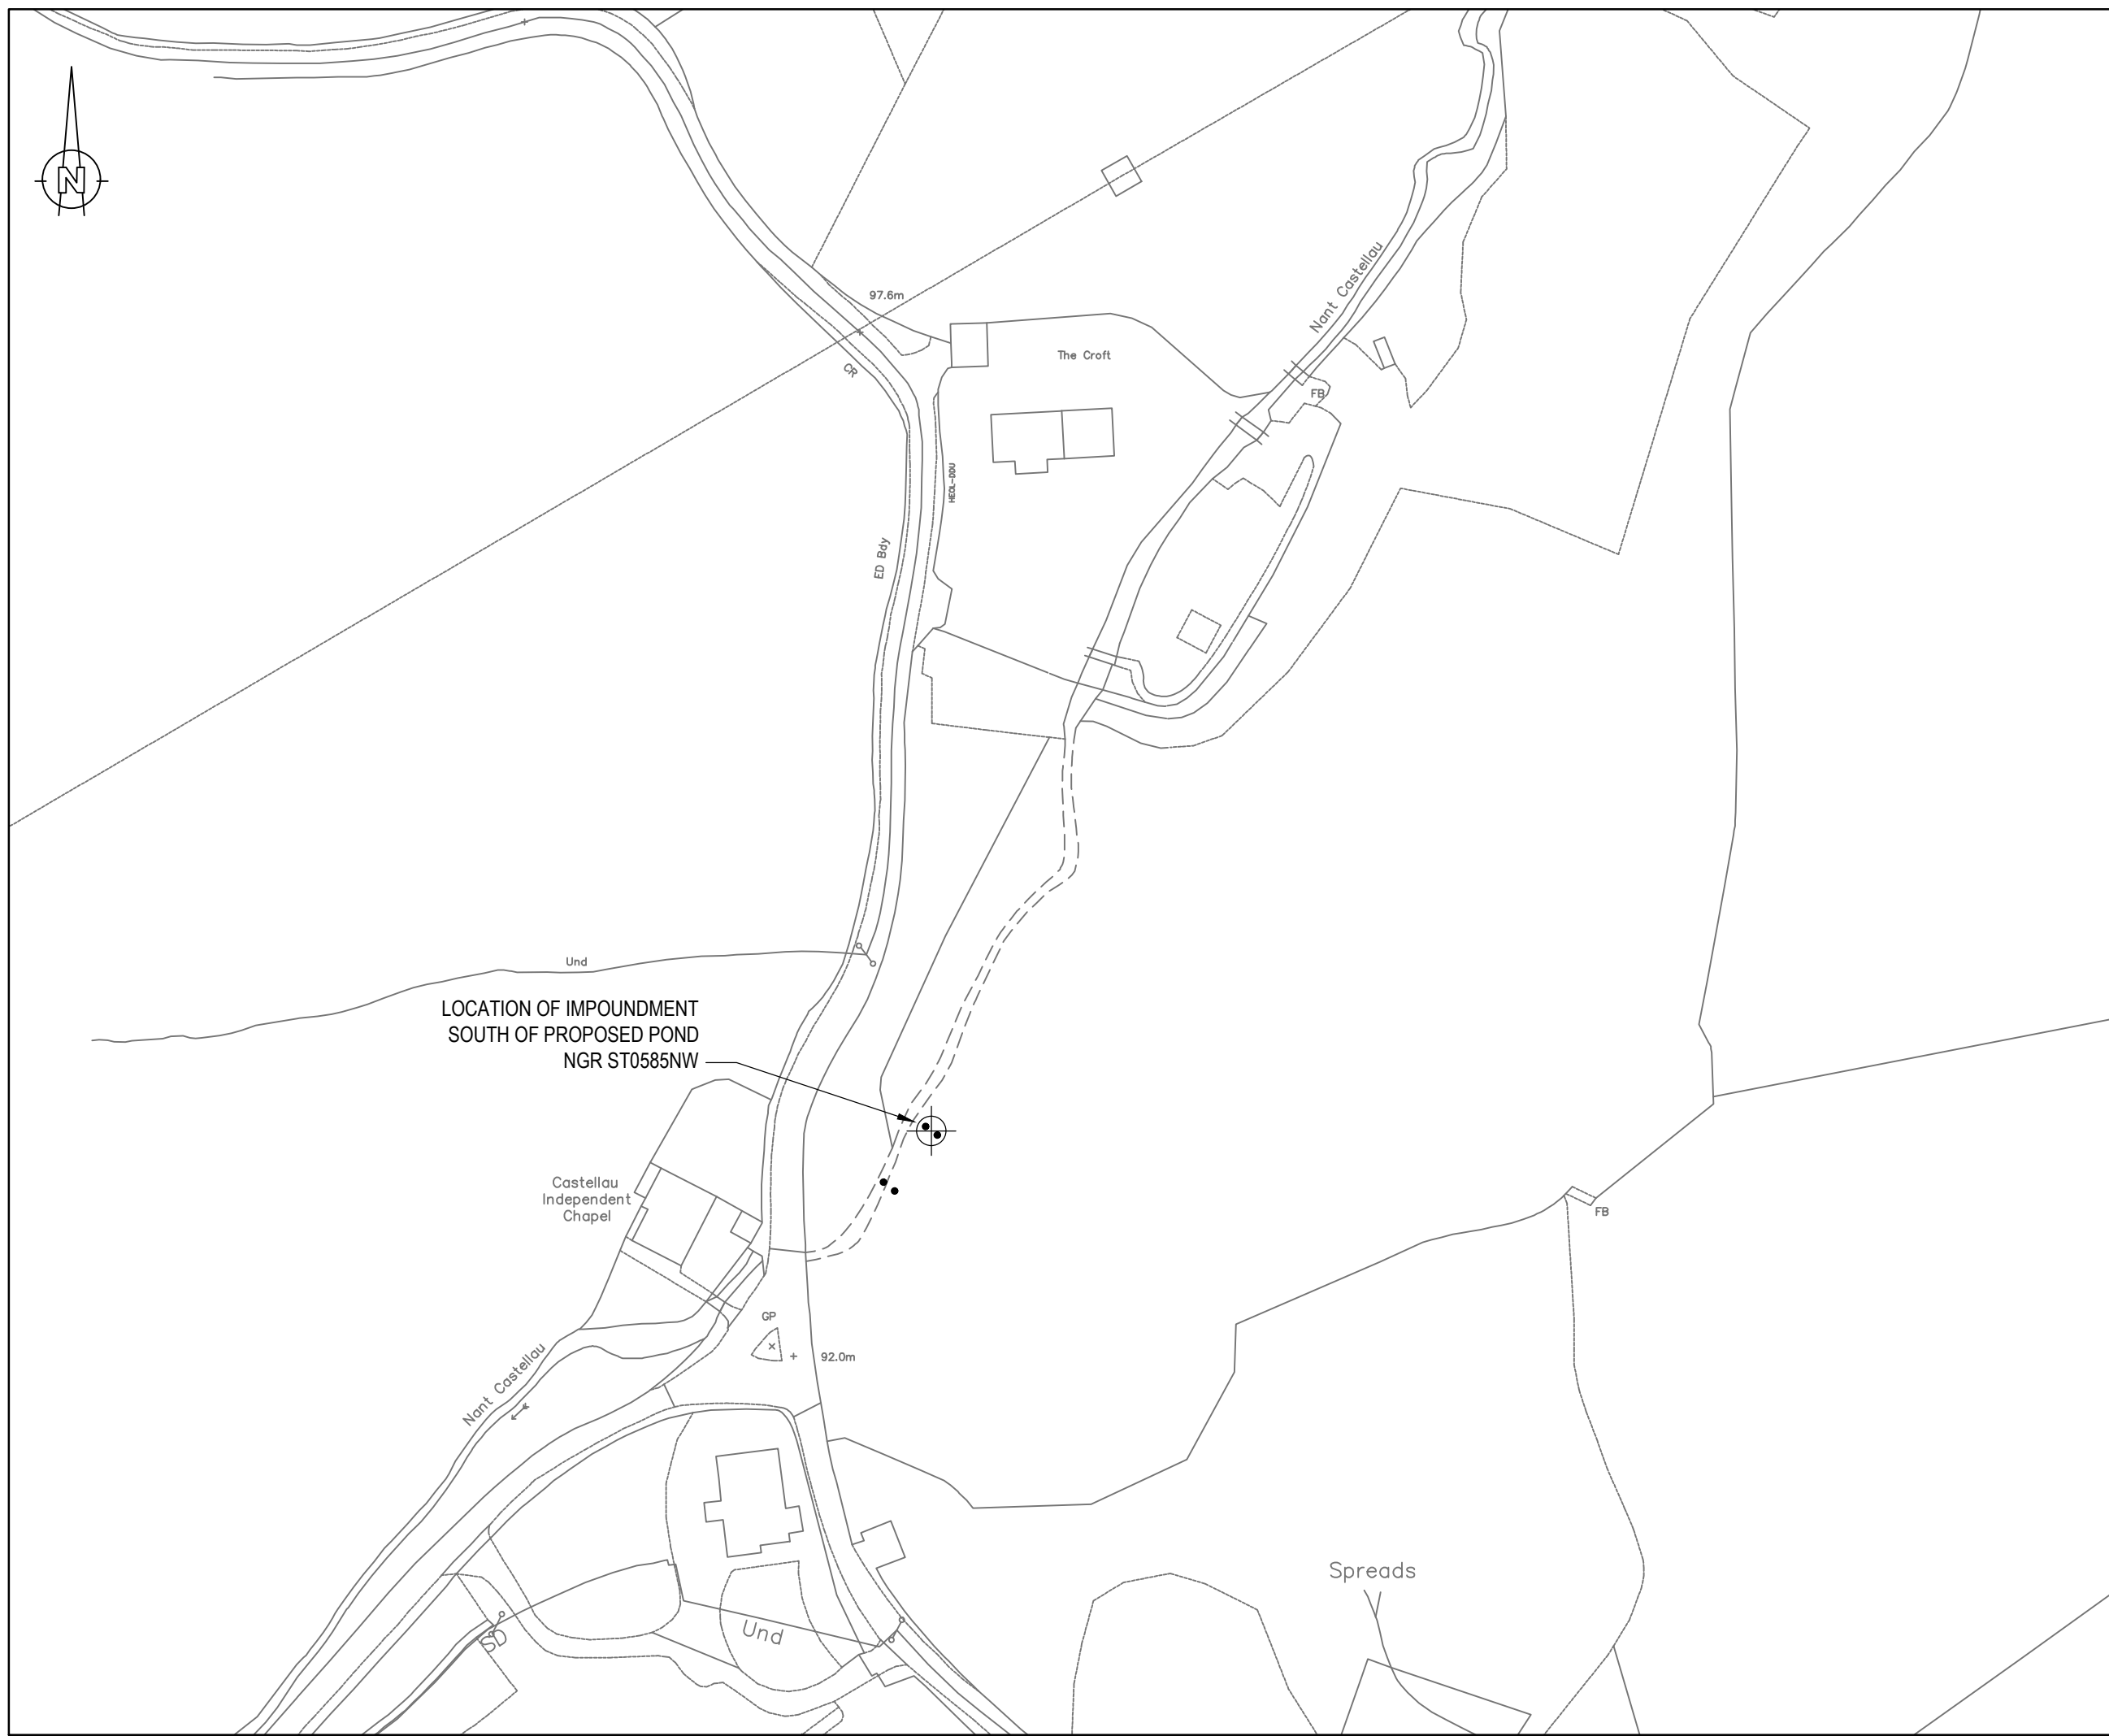 N
97.6m
The Croft
Nant Castellau
CR
FB
HEOL-DDU
ED Bdy
Und
LOCATION OF IMPOUNDMENT
SOUTH OF PROPOSED POND
NGR ST0585NW
Castellau
Independent
Chapel
FB
GP
92.0m
Nant Castellau
Spreads
Und
SD